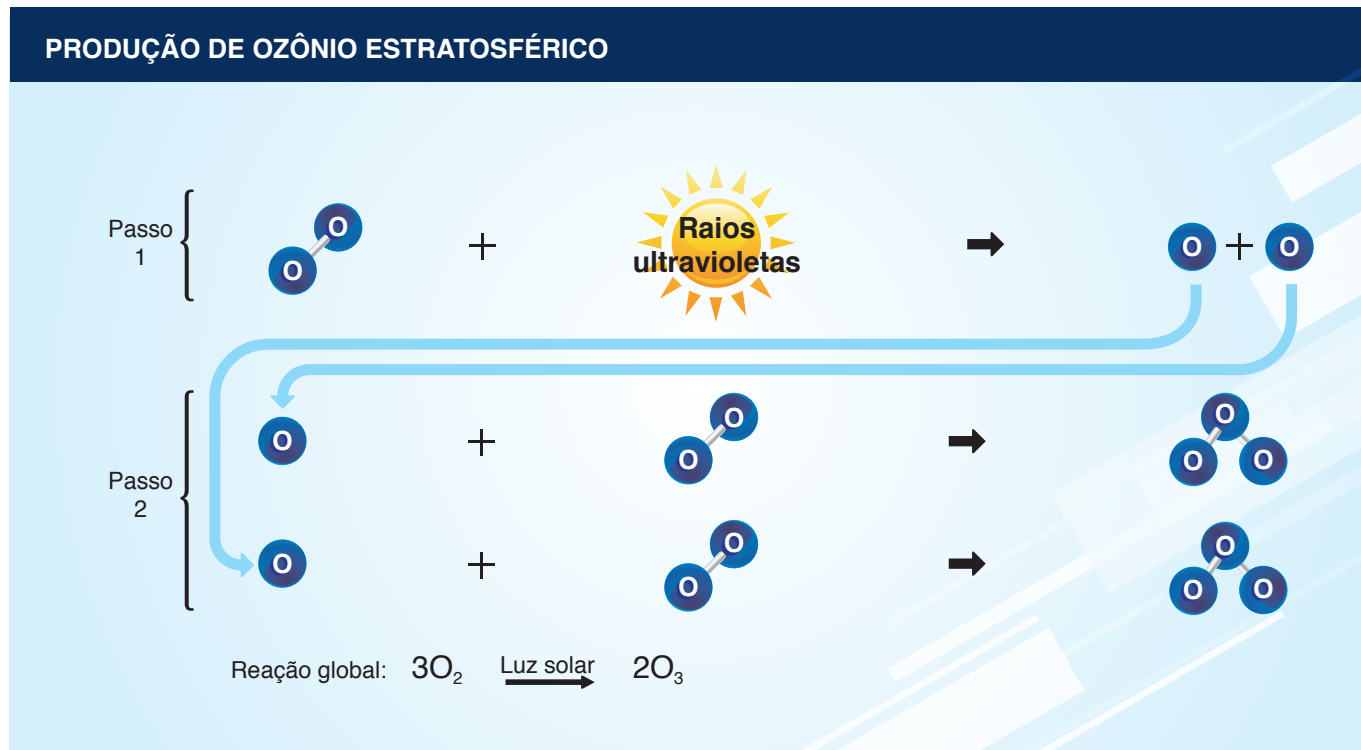 PRODUÇÃO DE OZÔNIO ESTRATOSFÉRICO
Passo
1
O
O
+
Raios
ultravioletas
O + O
Passo
2
O
+
O
O
O
O
O
O
+
O
O
O
O
O
Reação global: 3O₂ Luz solar 2O₃